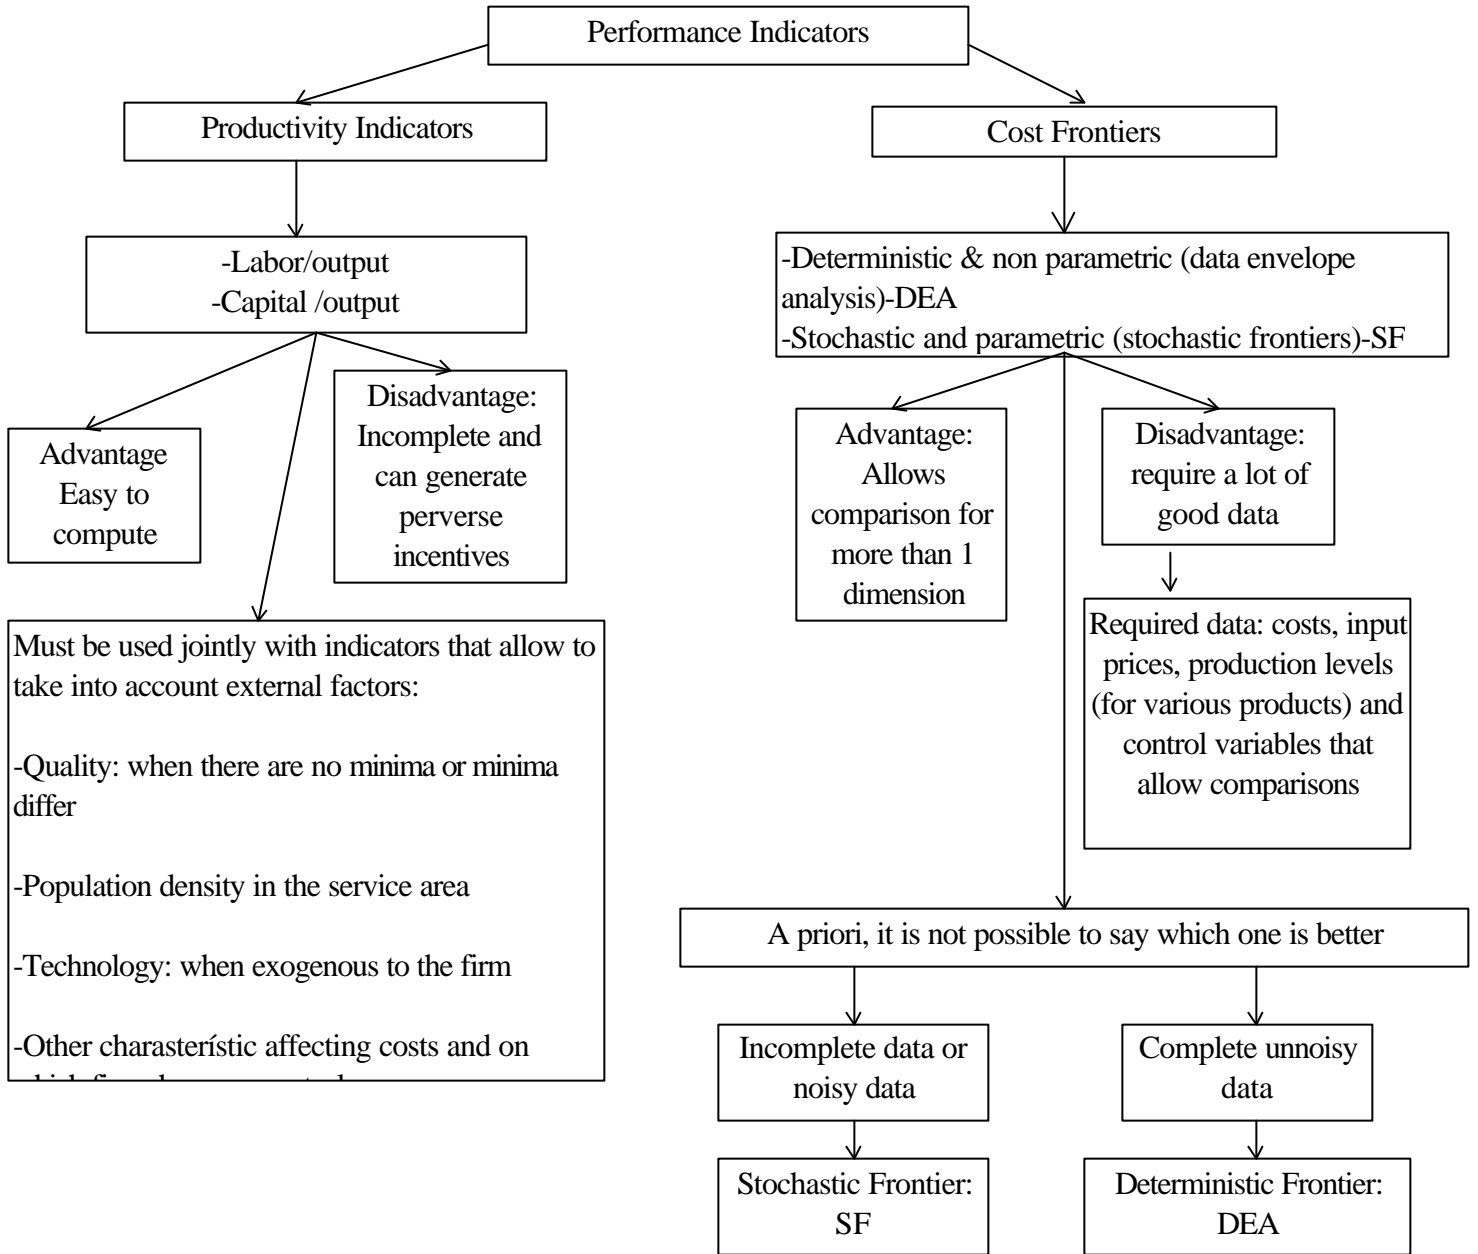 Performance Indicators
Productivity Indicators
Cost Frontiers
-Labor/output
-Capital /output
-Deterministic & non parametric (data envelope
analysis)-DEA
-Stochastic and parametric (stochastic frontiers)-SF
Advantage
Easy to
compute
Disadvantage:
Incomplete and
can generate
perverse
incentives
Advantage:
Allows
comparison for
more than 1
dimension
Disadvantage:
require a lot of
good data
Must be used jointly with indicators that allow to
take into account external factors:
-Quality: when there are no minima or minima
differ
-Population density in the service area
-Technology: when exogenous to the firm
-Other charasterístic affecting costs and on
Required data: costs, input
prices, production levels
(for various products) and
control variables that
allow comparisons
A priori, it is not possible to say which one is better
Incomplete data or
noisy data
Complete unnoisy
data
Stochastic Frontier:
SF
Deterministic Frontier:
DEA